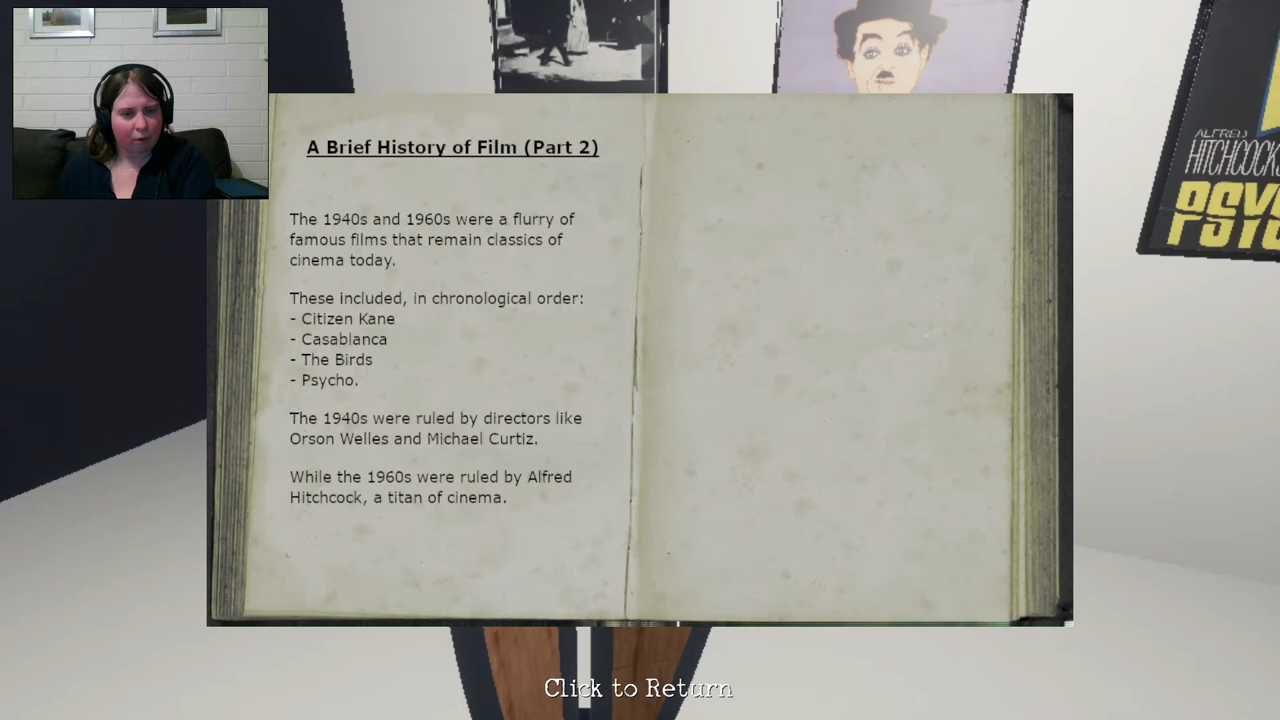 A Brief History of Film (Part 2)
The 1940s and 1960s were a flurry of
famous films that remain classics of
cinema today.
These included, in chronological order:
- Citizen Kane
- Casablanca
- The Birds
- Psycho.
The 1940s were ruled by directors like
Orson Welles and Michael Curtiz.
While the 1960s were ruled by Alfred
Hitchcock, a titan of cinema.
ALFRED
HITCHCOCK'S
Click to Return